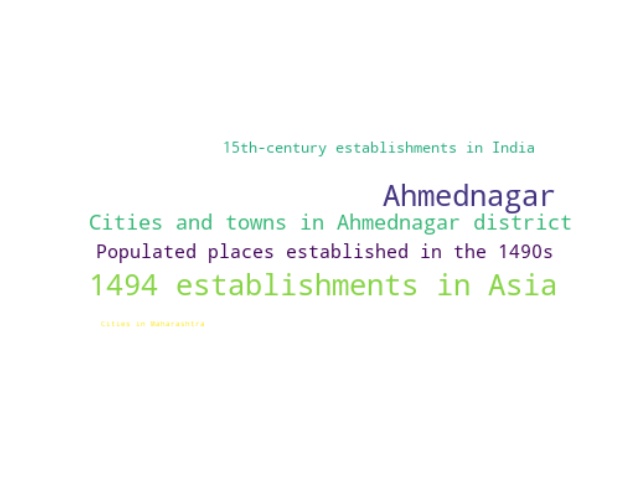 15th-century establishments in India
Ahmednagar
Cities and towns in Ahmednagar district
Populated places established in the 1490s
1494 establishments in Asia
Cities in Maharashtra